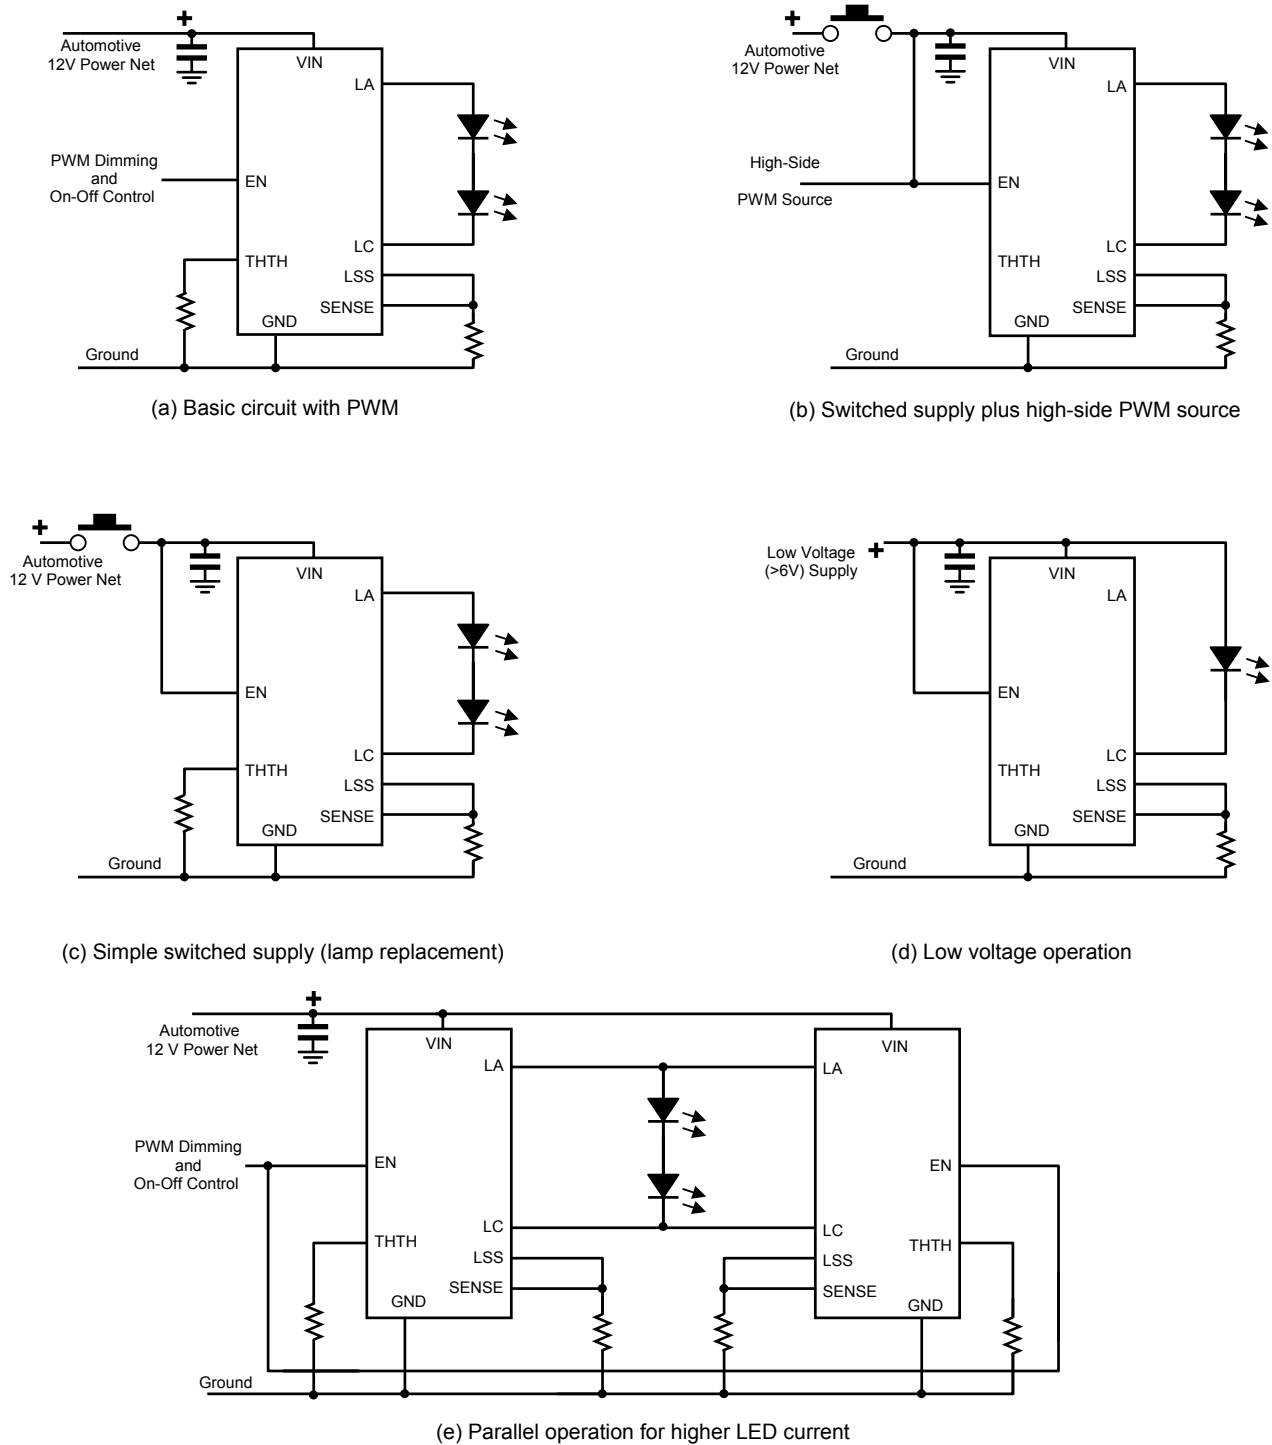 +
Automotive
12V Power Net
VIN
LA
PWM Dimming
and
On-Off Control
EN
LC
THTH
LSS
SENSE
GND
Ground
(a) Basic circuit with PWM
+
Automotive
12V Power Net
VIN
LA
High-Side
PWM Source
EN
LC
THTH
LSS
SENSE
GND
Ground
(b) Switched supply plus high-side PWM source
+
Automotive
12 V Power Net
VIN
LA
EN
LC
THTH
LSS
SENSE
GND
Ground
(c) Simple switched supply (lamp replacement)
Low Voltage +
(>6V) Supply
VIN
LA
EN
LC
THTH
LSS
SENSE
GND
Ground
(d) Low voltage operation
+
Automotive
12 V Power Net
VIN
LA
PWM Dimming
and
On-Off Control
EN
LC
THTH
LSS
SENSE
GND
VIN
LA
EN
LC
THTH
LSS
SENSE
GND
Ground
(e) Parallel operation for higher LED current